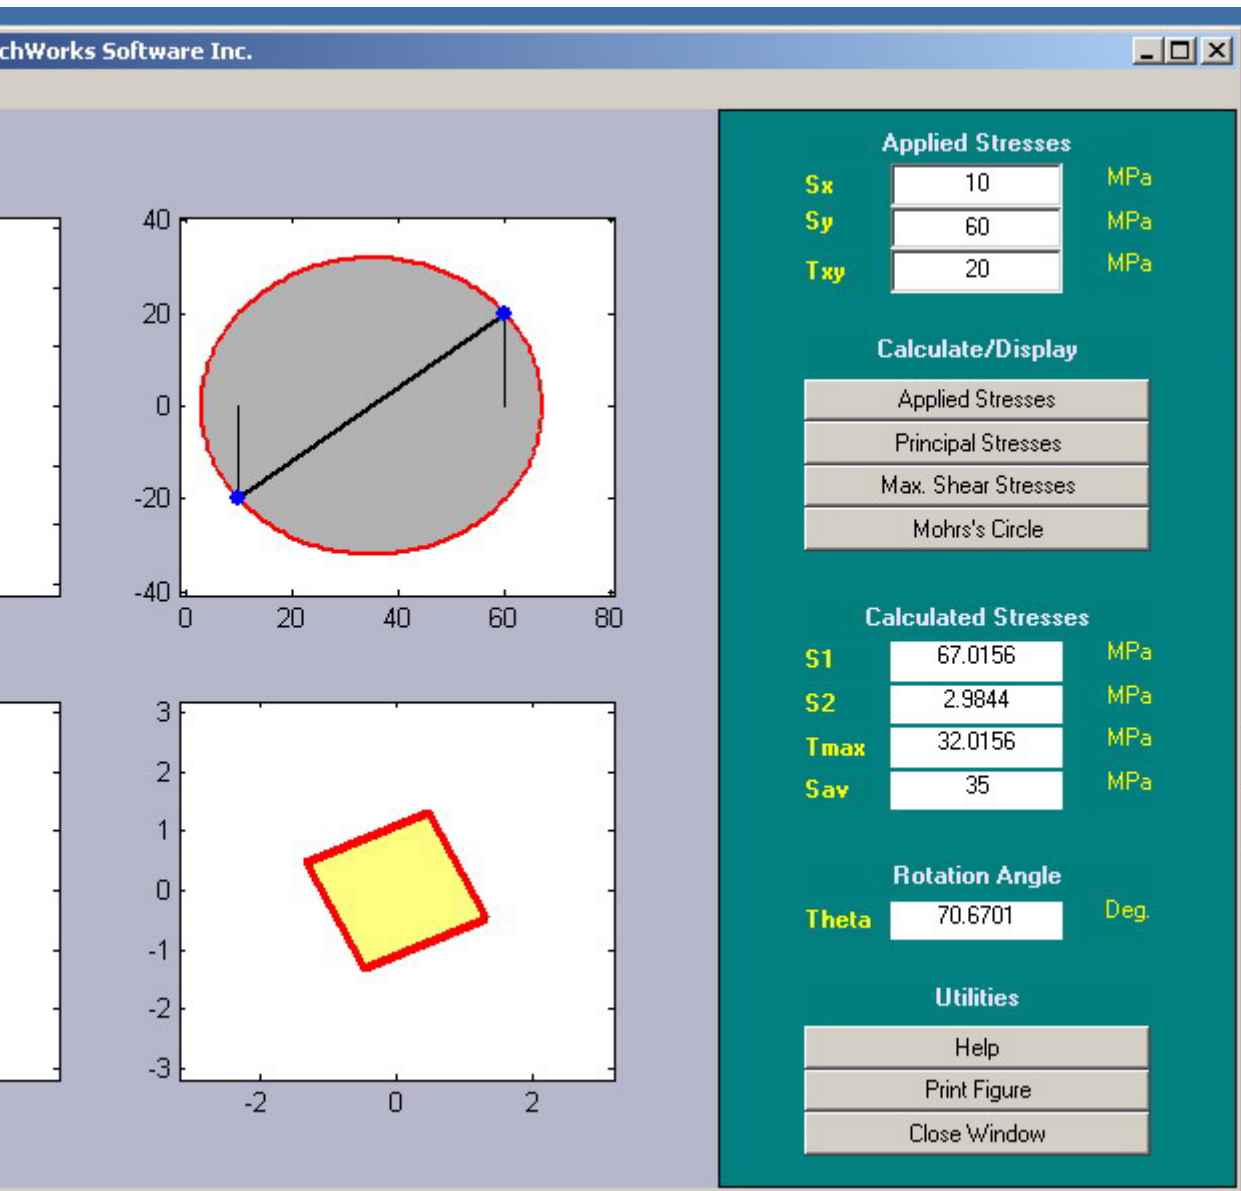 chWorks Software Inc.
40
20
0
-20
-40
0 20 40 60 80
3
2
1
0
-1
-2
-3
-2 0 2
Applied Stresses
Sx 10 MPa
Sy 60 MPa
Txy 20 MPa
Calculate/Display
Applied Stresses
Principal Stresses
Max. Shear Stresses
Mohrs's Circle
Calculated Stresses
S1 67.0156 MPa
S2 2.9844 MPa
Tmax 32.0156 MPa
Sav 35 MPa
Rotation Angle
Theta 70.6701 Deg.
Utilities
Help
Print Figure
Close Window